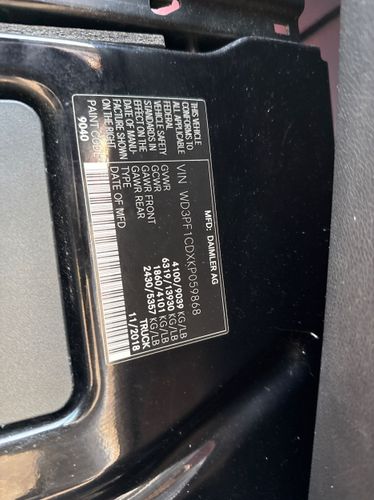 MFD: DAIMLER AG
VIN WD3PF1CDXKP059868
GVWR 4100/9039 KG/LB
GCWR 6319/13930 KG/LB
GAWR FRONT 1860/4101 KG/LB
GAWR REAR 2430/5357 KG/LB
TYPE TRUCK
DATE OF MFD. 11/2018
THIS VEHICLE CONFORMS TO
ALL APPLICABLE
FEDERAL MOTOR
VEHICLE SAFETY
STANDARDS IN
EFFECT ON THE
DATE OF MANU-
FACTURE SHOWN
ON THE RIGHT.
PAINT CODE
9040